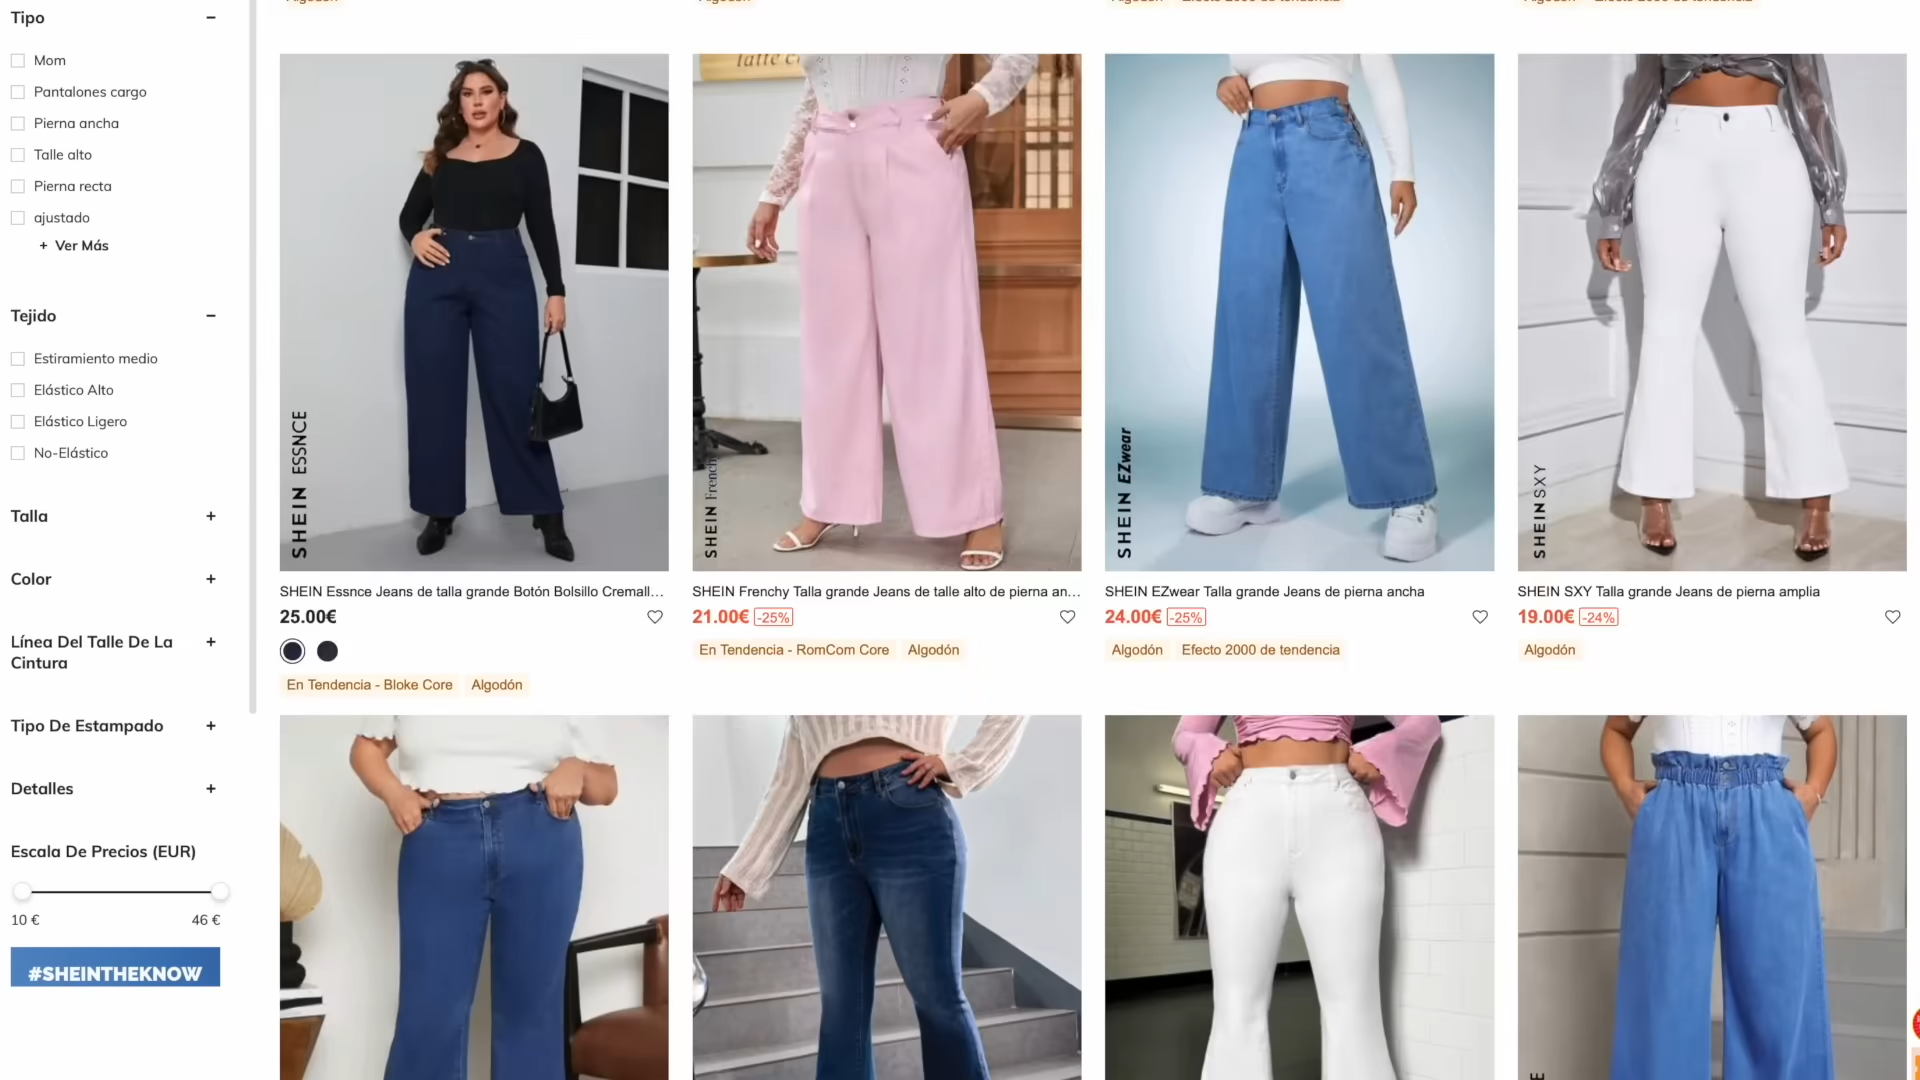 Tipo
Mom
Pantalones cargo
Pierna ancha
Talle alto
Pierna recta
ajustado
+ Ver Más
Tejido
Estiramiento medio
Elástico Alto
Elástico Ligero
No-Elástico
Talla
Color
Línea Del Talle De La
Cintura
Tipo De Estampado
Detalles
Escala De Precios (EUR)
10 €
46 €
#SHEINTHEKNOW
SHEIN ESSNCE
SHEIN Frenchy
SHEIN EZwear
SHEIN SXY
SHEIN Essnce Jeans de talla grande Botón Bolsillo Cremall...
25.00€
En Tendencia - Bloke Core
Algodón
SHEIN Frenchy Talla grande Jeans de talle alto de pierna an...
21.00€ -25%
En Tendencia - RomCom Core
Algodón
SHEIN EZwear Talla grande Jeans de pierna ancha
24.00€ -25%
Algodón
Efecto 2000 de tendencia
SHEIN SXY Talla grande Jeans de pierna amplia
19.00€ -24%
Algodón